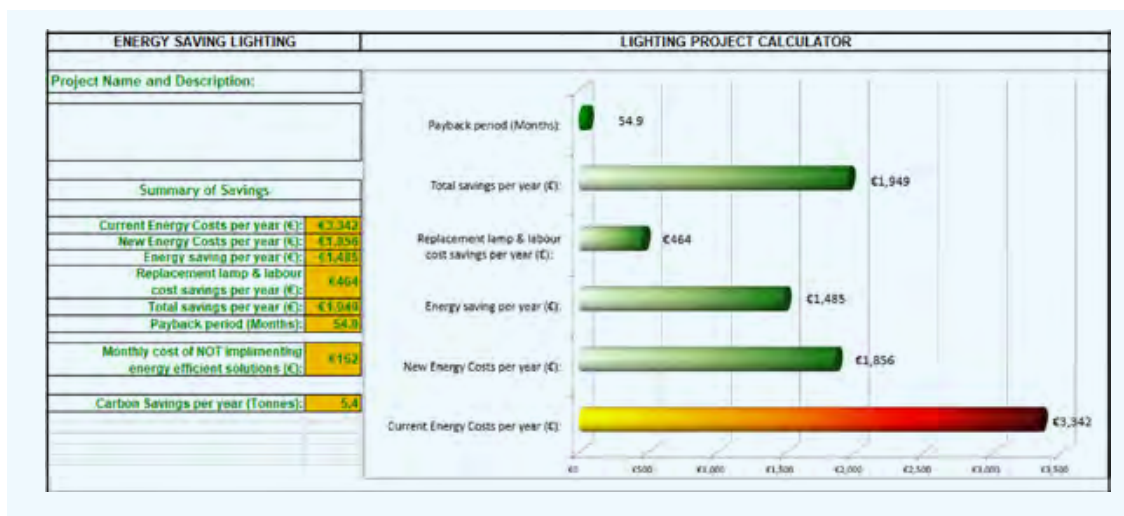 ENERGY SAVING LIGHTING
LIGHTING PROJECT CALCULATOR
Project Name and Description:
Summary of Savings
Current Energy Costs per year (€): €3,342
New Energy Costs per year (€): €1,856
Energy saving per year (€): €1,485
Replacement lamp & labour
cost savings per year (€): €464
Total savings per year (€): €1,949
Payback period (Months): 54.9
Monthly cost of NOT implimenting
energy efficient solutions (€): €162
Carbon Savings per year (Tonnes): 5.4
Payback period (Months): 54.9
Total savings per year (€): €1,949
Replacement lamp & labour
cost savings per year (€): €464
Energy saving per year (€): €1,485
New Energy Costs per year (€): €1,856
Current Energy Costs per year (€): €3,342
€0 €500 €1,000 €1,500 €2,000 €2,500 €3,000 €3,500